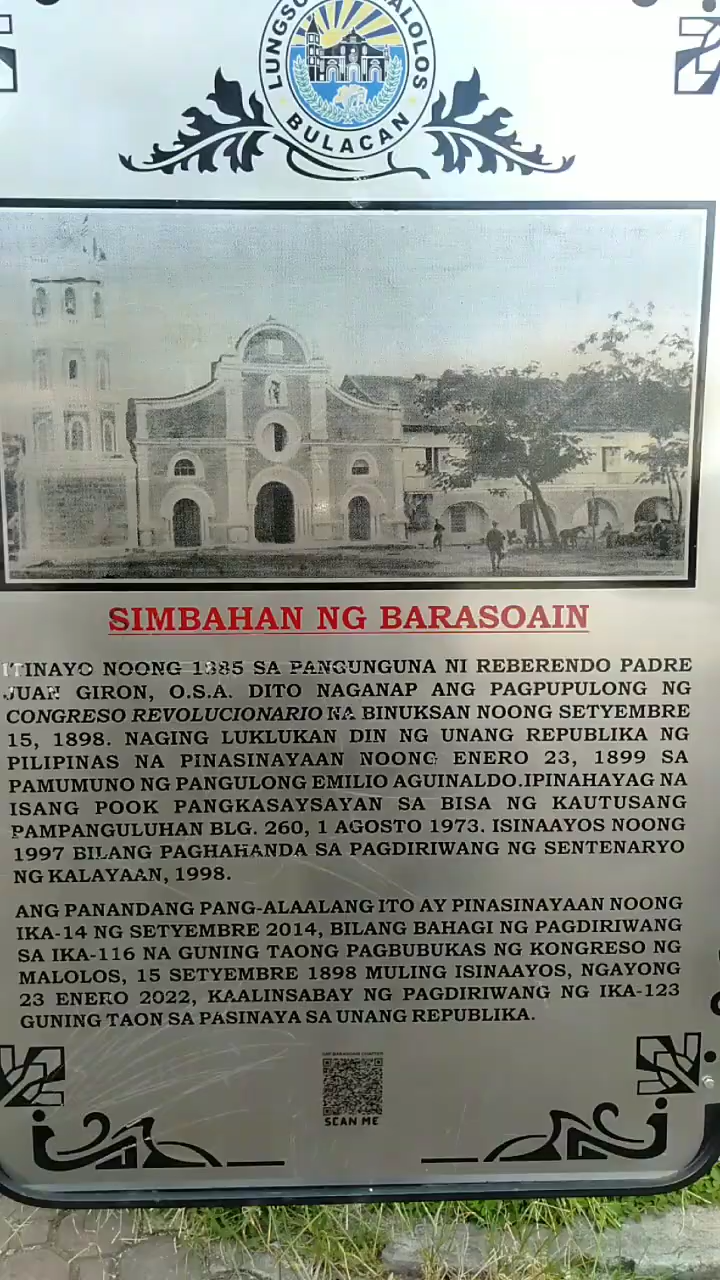 LUNGSO ALOLOS
BULACAN
SIMBAHAN NG BARASOAIN
ITINAYO NOONG 1885 SA PANGUNGUNA NI REBERENDO PADRE
JUAN GIRON, O.S.A. DITO NAGANAP ANG PAGPUPULONG NG
CONGRESO REVOLUCIONARIO NA BINUKSAN NOONG SETYEMBRE
15, 1898. NAGING LUKLUKAN DIN NG UNANG REPUBLIKA NG
PILIPINAS NA PINASINAYAAN NOONG ENERO 23, 1899 SA
PAMUMUNO NG PANGULONG EMILIO AGUINALDO.IPINAHAYAG NA
ISANG POOK PANGKASAYSAYAN SA BISA NG KAUTUSANG
PAMPANGULUHAN BLG. 260, 1 AGOSTO 1973. ISINAAYOS NOONG
1997 BILANG PAGHAHANDA SA PAGDIRIWANG NG SENTENARYO
NG KALAYAAN, 1998.
ANG PANANDANG PANG-ALAALANG ITO AY PINASINAYAAN NOONG
IKA-14 NG SETYEMBRE 2014, BILANG BAHAGI NG PAGDIRIWANG
SA IKA-116 NA GUNING TAONG PAGBUBUKAS NG KONGRESO NG
MALOLOS, 15 SETYEMBRE 1898 MULING ISINAAYOS, NGAYONG
23 ENERO 2022, KAALINSABAY NG PAGDIRIWANG NG IKA-123
GUNING TAON SA PASINAYA SA UNANG REPUBLIKA.
SCAN ME